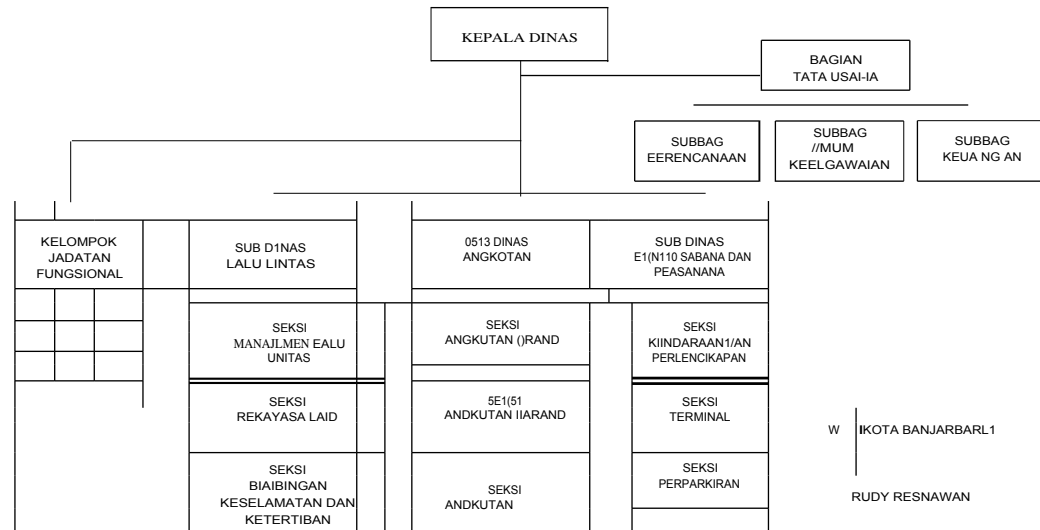 KEPALA DINAS
BAGIAN
TATA USAI-IA
SUBBAG
EERENCANAAN
SUBBAG
//MUM
KEELGAWAIAN
SUBBAG
KEUA NG AN
KELOMPOK
JADATAN
FUNGSIONAL
SUB D1NAS
LALU LINTAS
0513 DINAS
ANGKOTAN
SUB DINAS
E1(N110 SABANA DAN
PEASANANA
SEKSI
MANAJLMEN EALU
UNITAS
SEKSI
ANGKUTAN ()RAND
SEKSI
KIINDARAAN1/AN
PERLENCIKAPAN
SEKSI
REKAYASA LAID
5E1(51
ANDKUTAN IIARAND
SEKSI
TERMINAL
SEKSI
BIAIBINGAN
KESELAMATAN DAN
KETERTIBAN
SEKSI
ANDKUTAN
SEKSI
PERPARKIRAN
W IKOTA BANJARBARL1
RUDY RESNAWAN